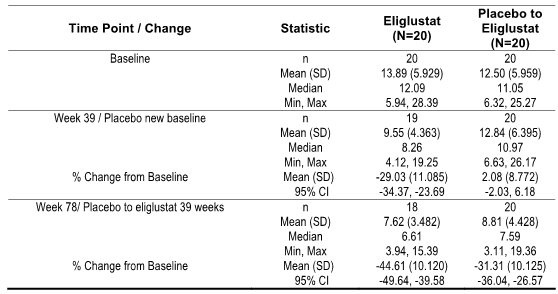 Time Point / Change Statistic Eliglustat (N=20) Placebo to Eliglustat (N=20)
Baseline n 20 20
Mean (SD) 13.89 (5.929) 12.50 (5.959)
Median 12.09 11.05
Min, Max 5.94, 28.39 6.32, 25.27
Week 39 / Placebo new baseline n 19 20
Mean (SD) 9.55 (4.363) 12.84 (6.395)
Median 8.26 10.97
Min, Max 4.12, 19.25 6.63, 26.17
% Change from Baseline Mean (SD) -29.03 (11.085) 2.08 (8.772)
95% CI -34.37, -23.69 -2.03, 6.18
Week 78/ Placebo to eliglustat 39 weeks n 18 20
Mean (SD) 7.62 (3.482) 8.81 (4.428)
Median 6.61 7.59
Min, Max 3.94, 15.39 3.11, 19.36
% Change from Baseline Mean (SD) -44.61 (10.120) -31.31 (10.125)
95% CI -49.64, -39.58 -36.04, -26.57